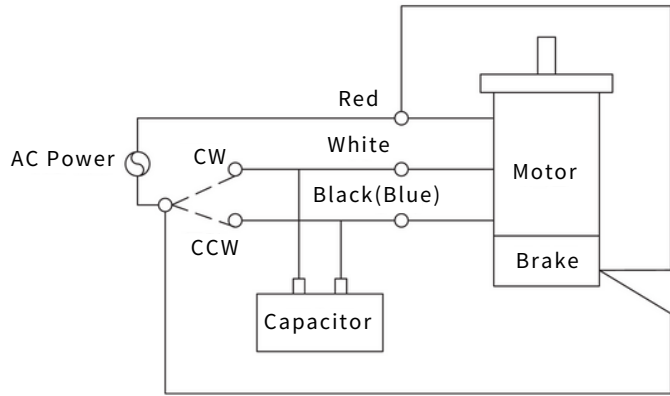 Red
AC Power
CW
White
Motor
Black(Blue)
CCW
Brake
Capacitor